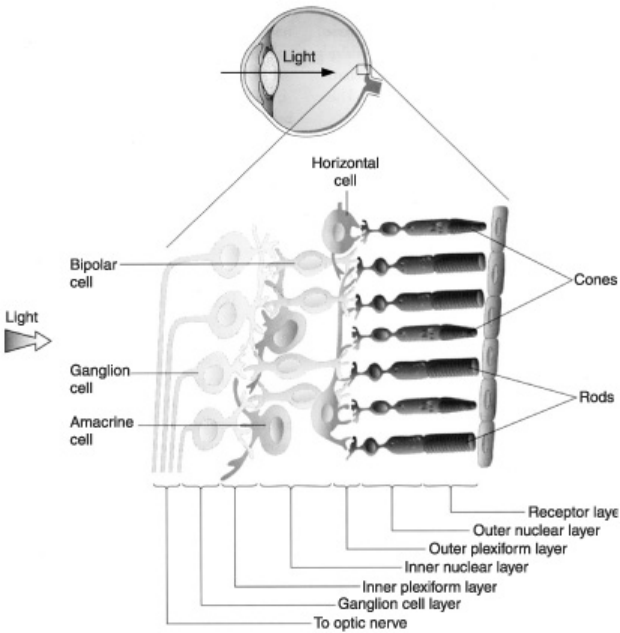 Light
Horizontal
cell
Bipolar
cell
Cones
Light
Ganglion
cell
Rods
Amacrine
cell
Receptor laye
Outer nuclear layer
Outer plexiform layer
Inner nuclear layer
Inner plexiform layer
Ganglion cell layer
To optic nerve